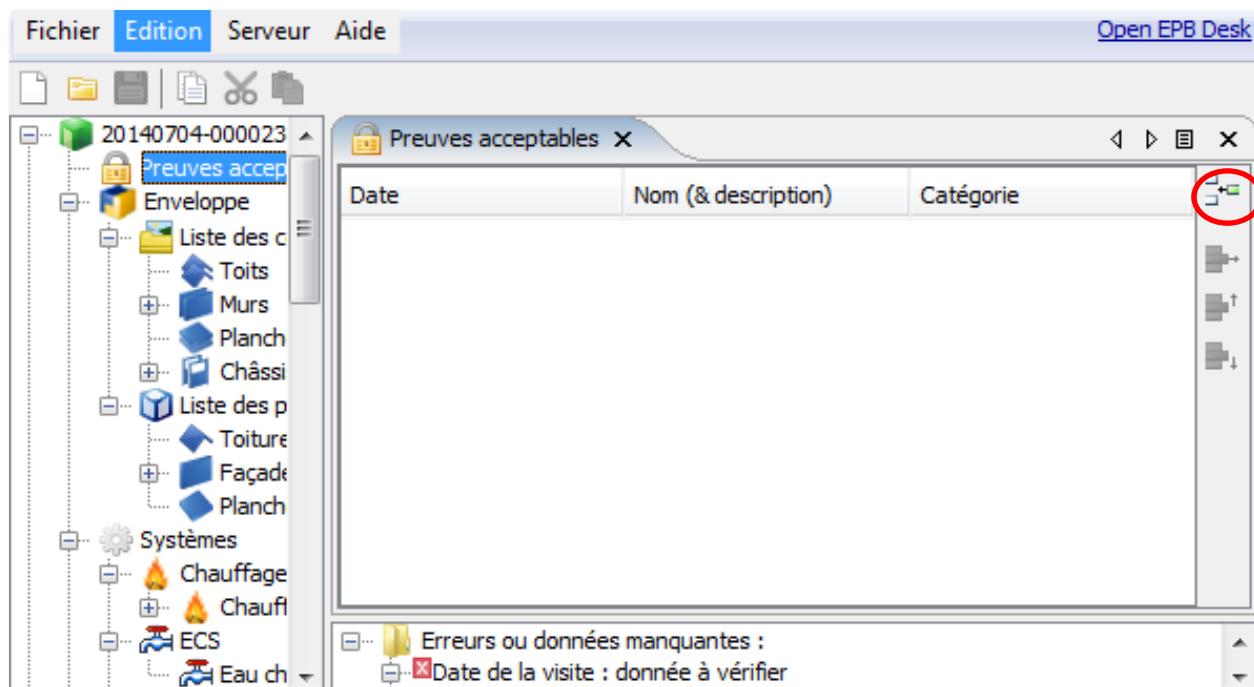 Fichier Edition Serveur Aide
Open EPB Desk
20140704-000023
Preuves accep
Enveloppe
Liste des c
Toits
Murs
Planch
Châssi
Liste des p
Toiture
Façade
Planch
Systèmes
Chauffage
Chauff
ECS
Eau ch
Preuves acceptables
Date Nom (& description) Catégorie
Erreurs ou données manquantes :
Date de la visite : donnée à vérifier